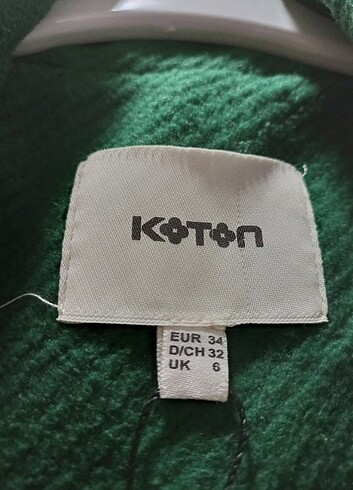 KOTON
EUR 34
D/CH 32
UK 6